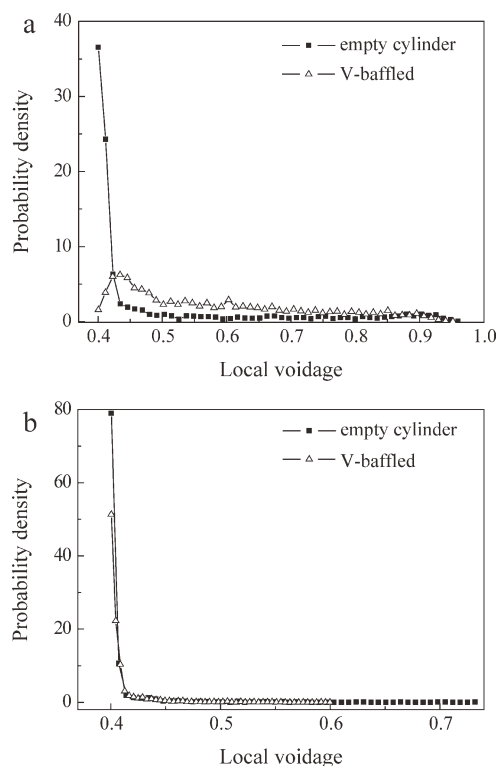 a
40
30
20
10
0
Probability density
empty cylinder
V-baffled
0.4 0.5 0.6 0.7 0.8 0.9 1.0
Local voidage
b
80
60
40
20
0
Probability density
empty cylinder
V-baffled
0.4 0.5 0.6 0.7
Local voidage